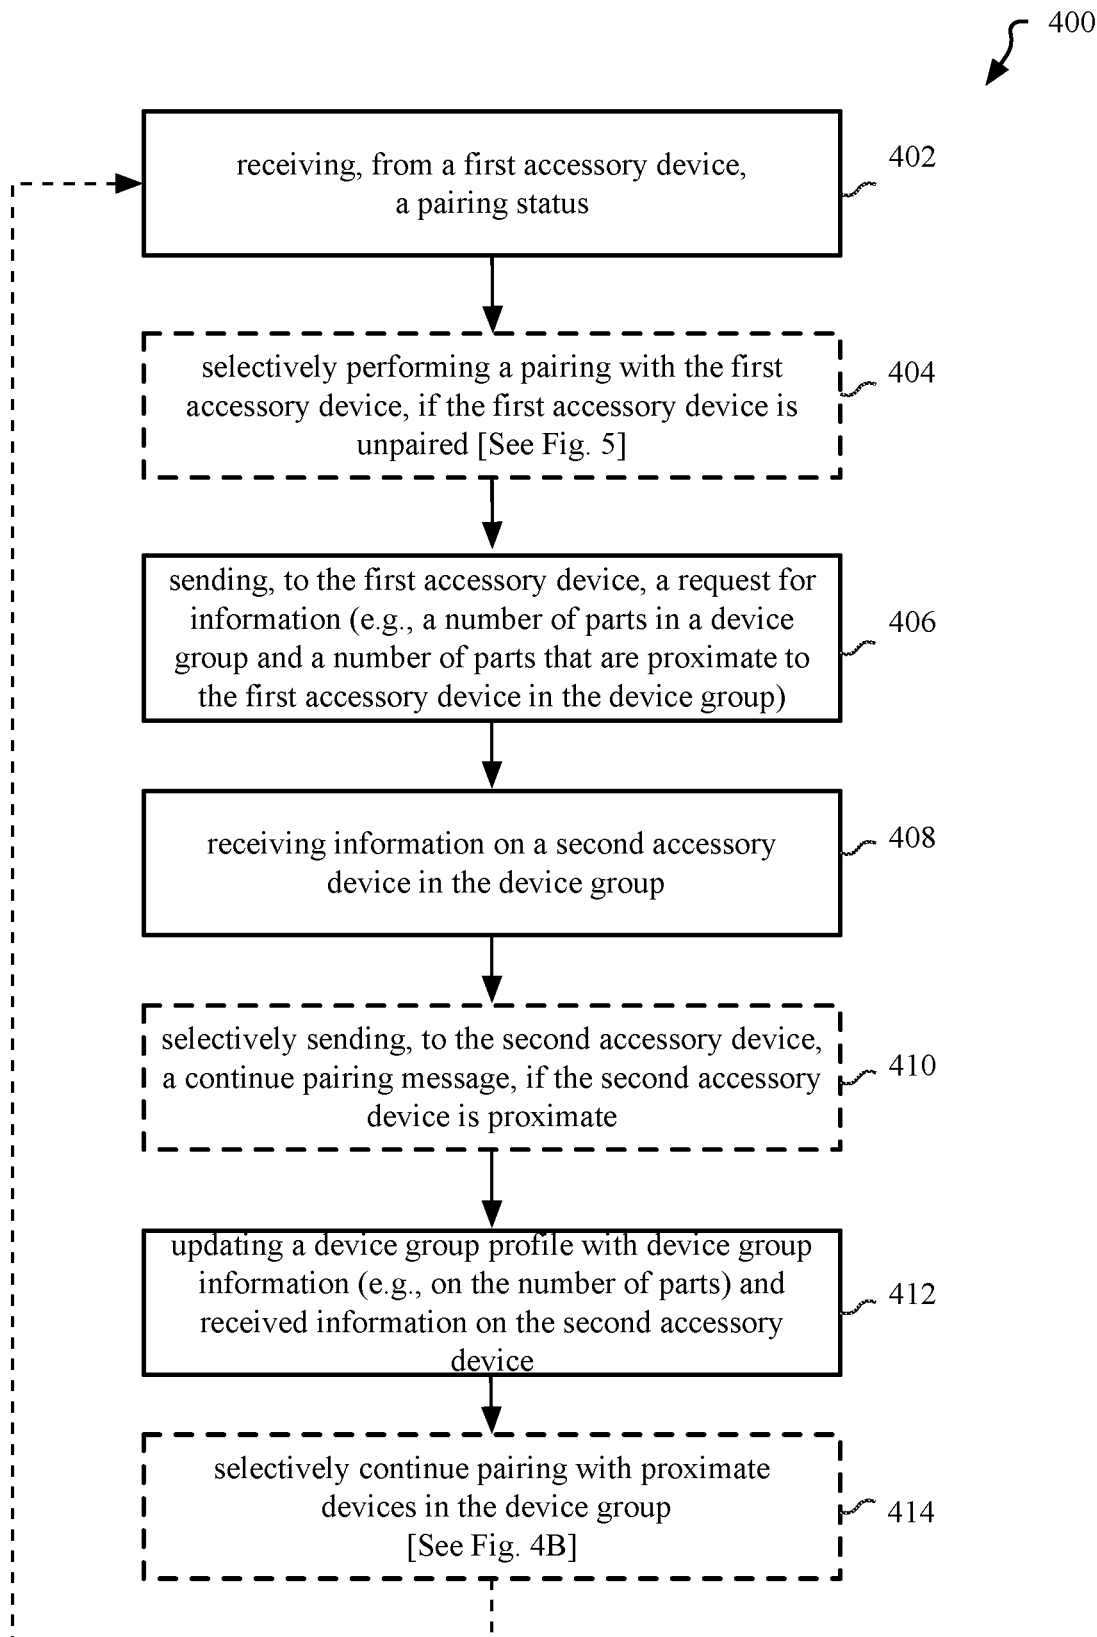 400
receiving, from a first accessory device,
a pairing status
402
selectively performing a pairing with the first
accessory device, if the first accessory device is
unpaired [See Fig. 5]
404
sending, to the first accessory device, a request for
information (e.g., a number of parts in a device
group and a number of parts that are proximate to
the first accessory device in the device group)
406
receiving information on a second accessory
device in the device group
408
selectively sending, to the second accessory device,
a continue pairing message, if the second accessory
device is proximate
410
updating a device group profile with device group
information (e.g., on the number of parts) and
received information on the second accessory
device
412
selectively continue pairing with proximate
devices in the device group
[See Fig. 4B]
414